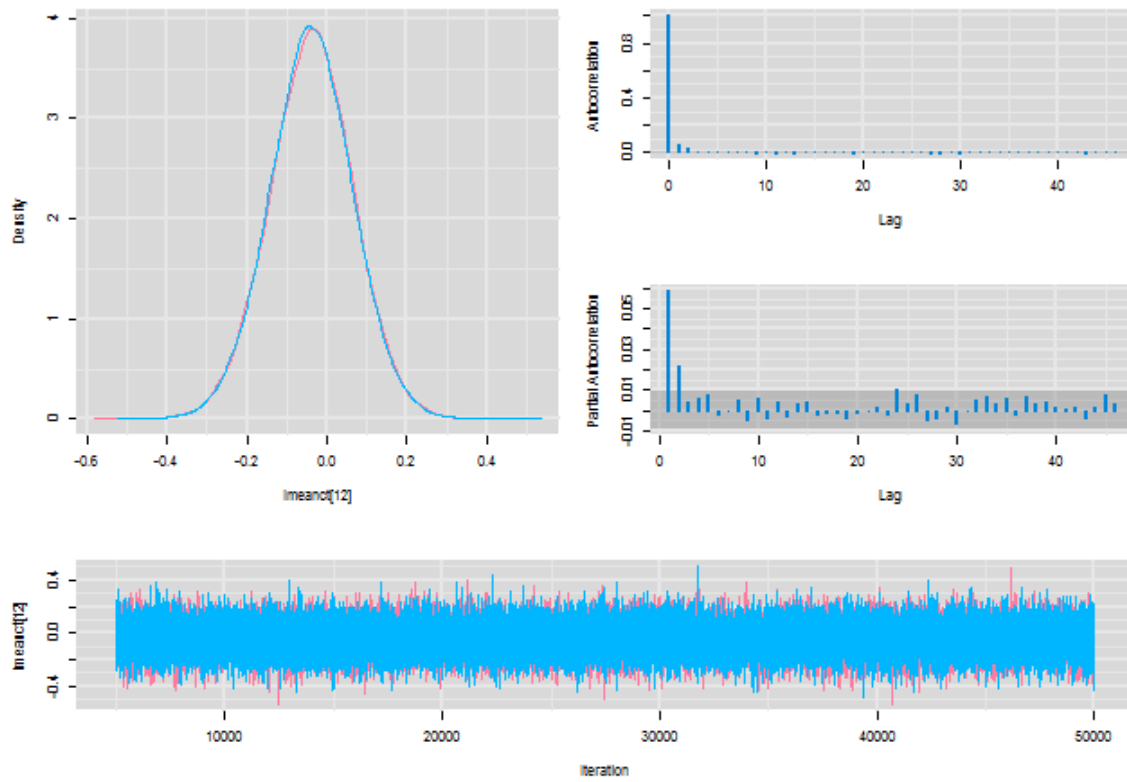 Density
0 1 2 3 4
-0.6 -0.4 -0.2 0.0 0.2 0.4
lmeanct[12]
Autocorrelation
0.0 0.4 0.8
0 10 20 30 40
Lag
Partial Autocorrelation
-0.01 0.01 0.03 0.05
0 10 20 30 40
Lag
lmeanct[12]
-0.4 0.0 0.4
10000 20000 30000 40000 50000
Iteration